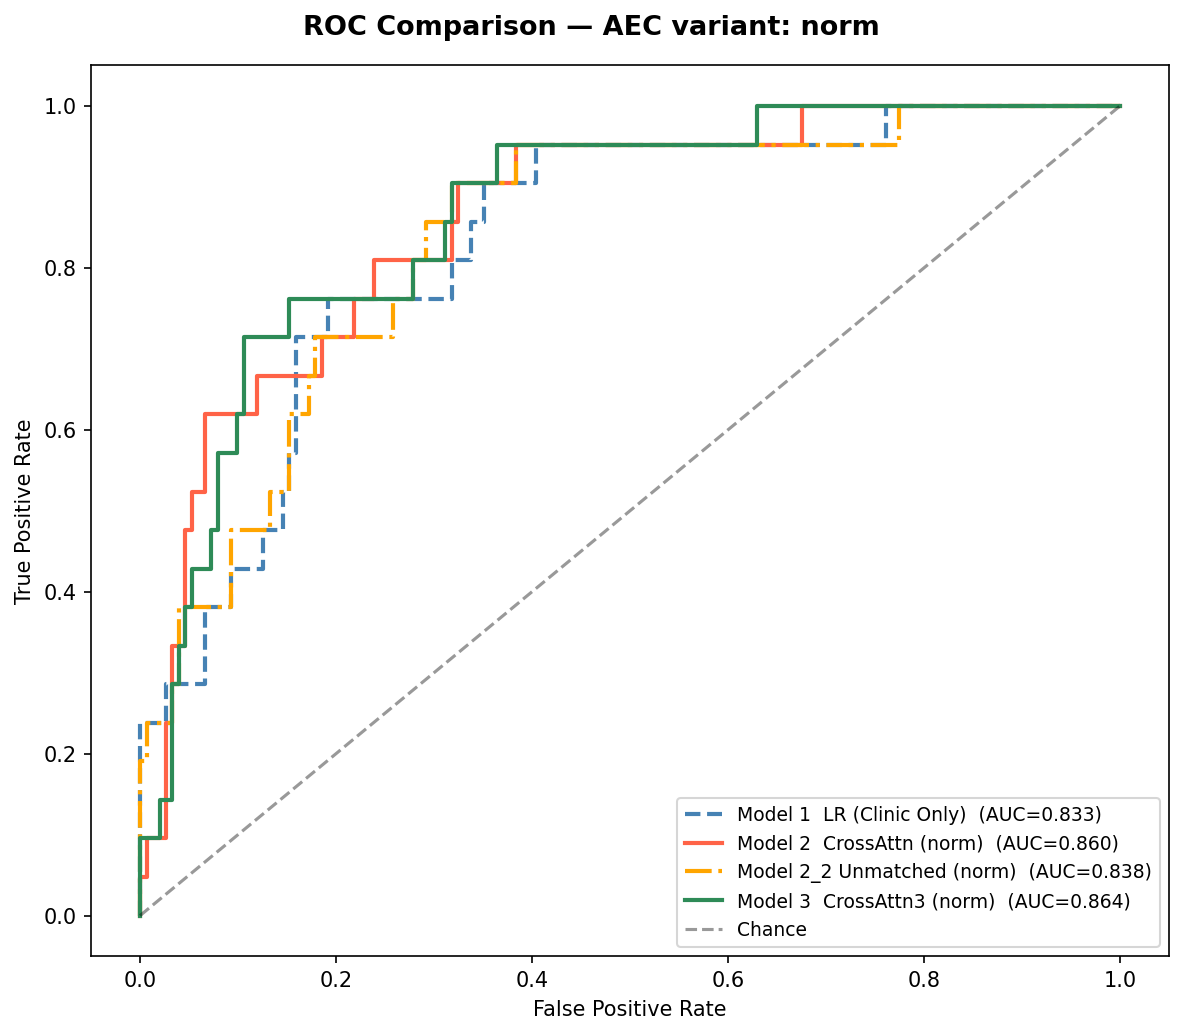 ROC Comparison — AEC variant: norm
1.0
0.8
0.6
0.4
0.2
0.0
True Positive Rate
Model 1  LR (Clinic Only)  (AUC=0.833)
Model 2  CrossAttn (norm)  (AUC=0.860)
Model 2_2 Unmatched (norm)  (AUC=0.838)
Model 3  CrossAttn3 (norm)  (AUC=0.864)
Chance
0.0 0.2 0.4 0.6 0.8 1.0
False Positive Rate